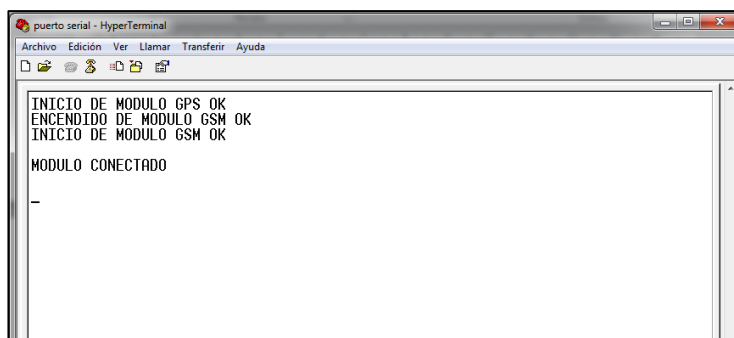 puerto serial - HyperTerminal
Archivo Edición Ver Llamar Transferir Ayuda
INICIO DE MODULO GPS OK
ENCENDIDO DE MODULO GSM OK
INICIO DE MODULO GSM OK
MODULO CONECTADO